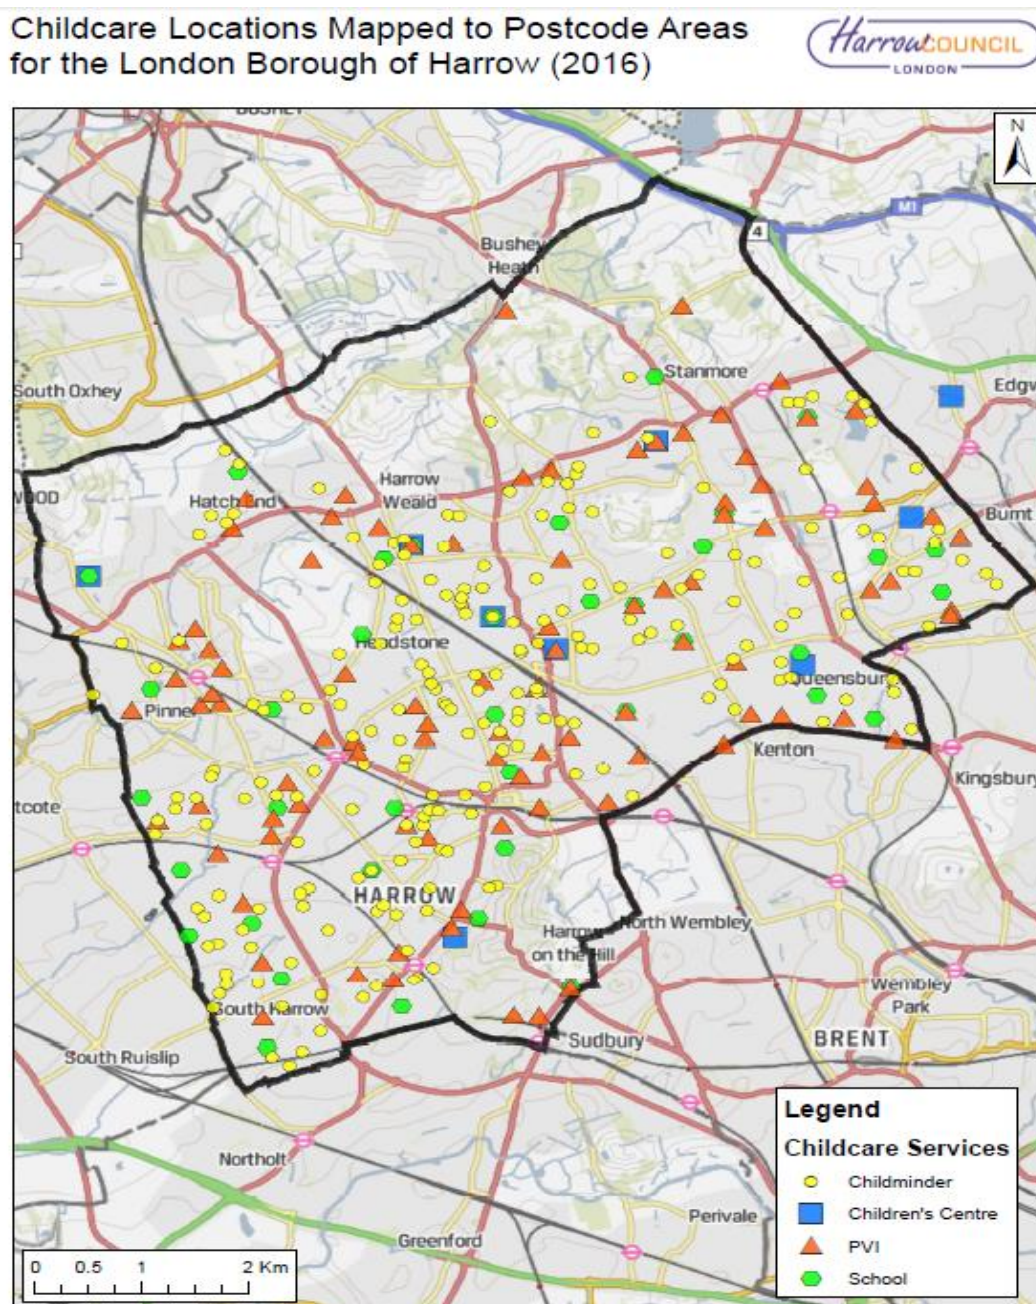 Childcare Locations Mapped to Postcode Areas
for the London Borough of Harrow (2016)
HarrowCOUNCIL
LONDON
N
M1
4
Bushey
Heath
South Oxhey
Stanmore
Edgw
WOOD
Hatch End
Harrow
Weald
Burnt
Headstone
Pinner
Queensbury
Kenton
Kingsbury
tcote
HARROW
Harrow
on the Hill
North Wembley
Wembley
Park
South Harrow
Sudbury
BRENT
South Ruislip
Northolt
Perivale
Greenford
Legend
Childcare Services
Childminder
Children's Centre
PVI
School
0 0.5 1 2 Km